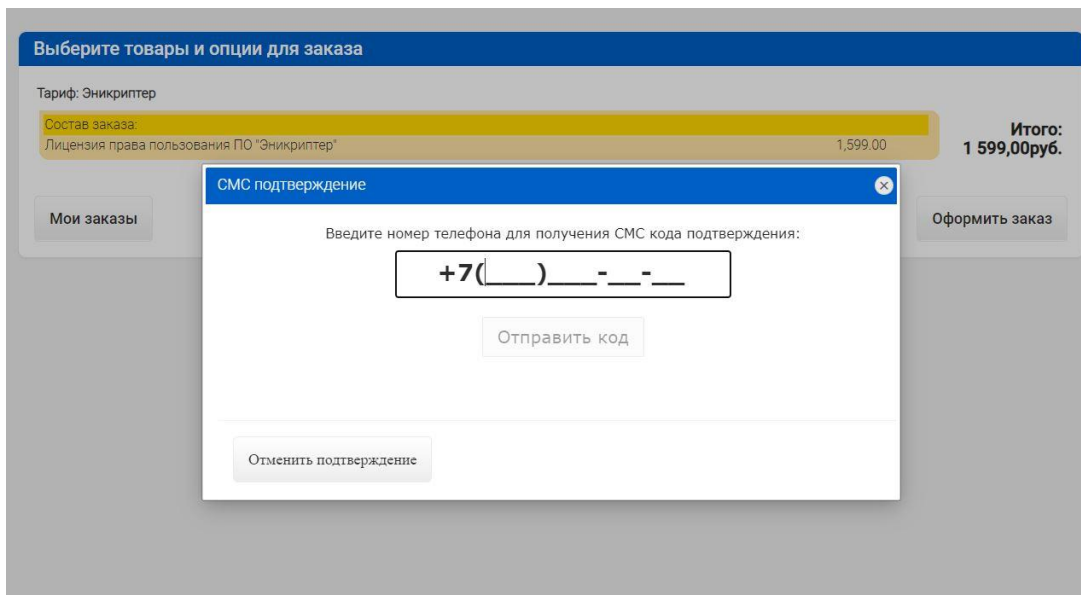 Выберите товары и опции для заказа
Тариф: Эникриптер
Состав заказа:
Лицензия права пользования ПО "Эникриптер" 1,599.00
Итого:
1 599,00руб.
СМС подтверждение
Мои заказы
Оформить заказ
Введите номер телефона для получения СМС кода подтверждения:
+7(___)___-__-__
Отправить код
Отменить подтверждение